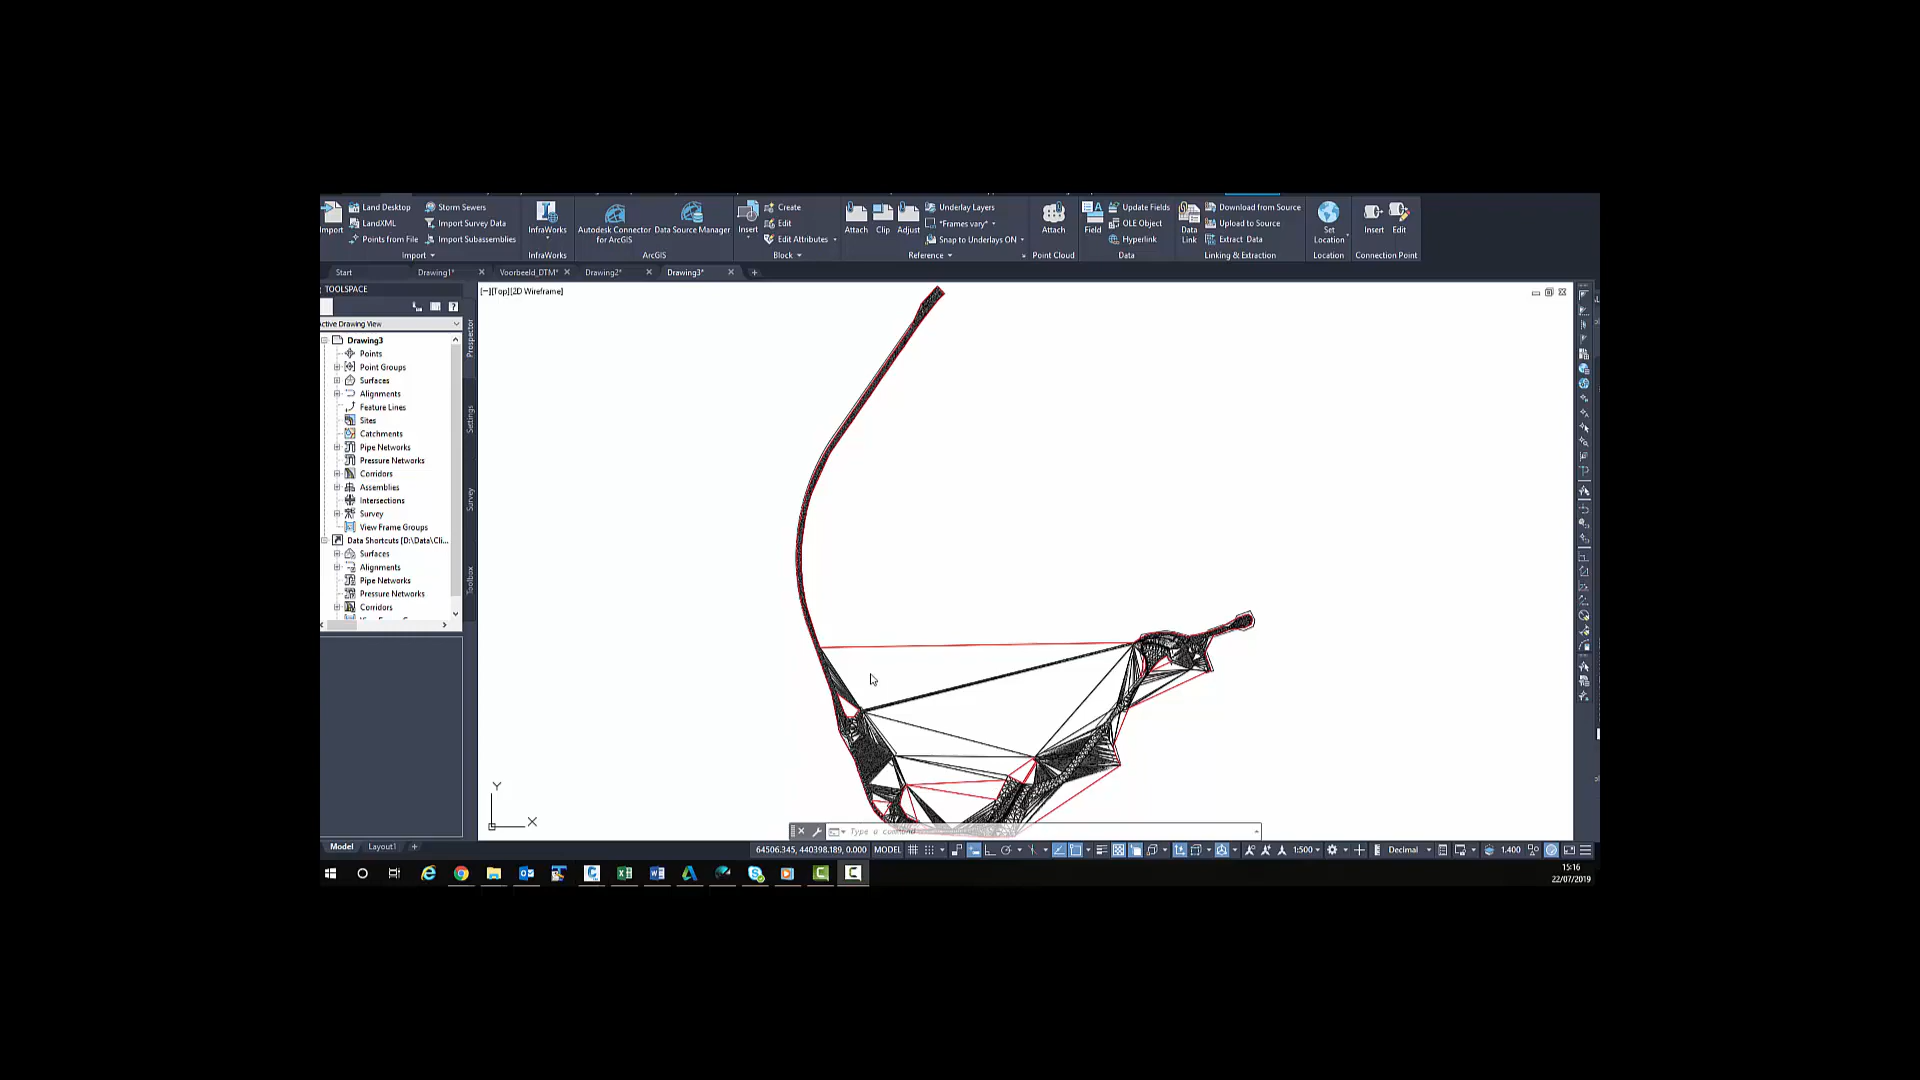 Import
Land Desktop
LandXML
Points from File
Storm Sewers
Import Survey Data
Import Subassemblies
Import
InfraWorks
InfraWorks
Autodesk Connector
for ArcGIS
Data Source Manager
ArcGIS
Insert
Create
Edit
Edit Attributes
Block
Attach
Clip
Adjust
Underlay Layers
*Frames vary*
Snap to Underlays ON
Reference
Attach
Point Cloud
Field
Update Fields
OLE Object
Hyperlink
Data
Data
Link
Download from Source
Upload to Source
Extract Data
Linking & Extraction
Set
Location
Location
Insert
Edit
Connection Point
Start
Drawing1*
Voorbeeld_DTM*
Drawing2*
Drawing3*
TOOLSPACE
ctive Drawing View
Drawing3
Points
Point Groups
Surfaces
Alignments
Feature Lines
Sites
Catchments
Pipe Networks
Pressure Networks
Corridors
Assemblies
Intersections
Survey
View Frame Groups
Data Shortcuts [D:\Data\Cli...
Surfaces
Alignments
Pipe Networks
Pressure Networks
Corridors
Prospector
Settings
Survey
Toolbox
[−][Top][2D Wireframe]
Y
X
Type a command
Model
Layout1
64506.345, 440398.189, 0.000
MODEL
1:500
Decimal
1.400
15:16
22/07/2019